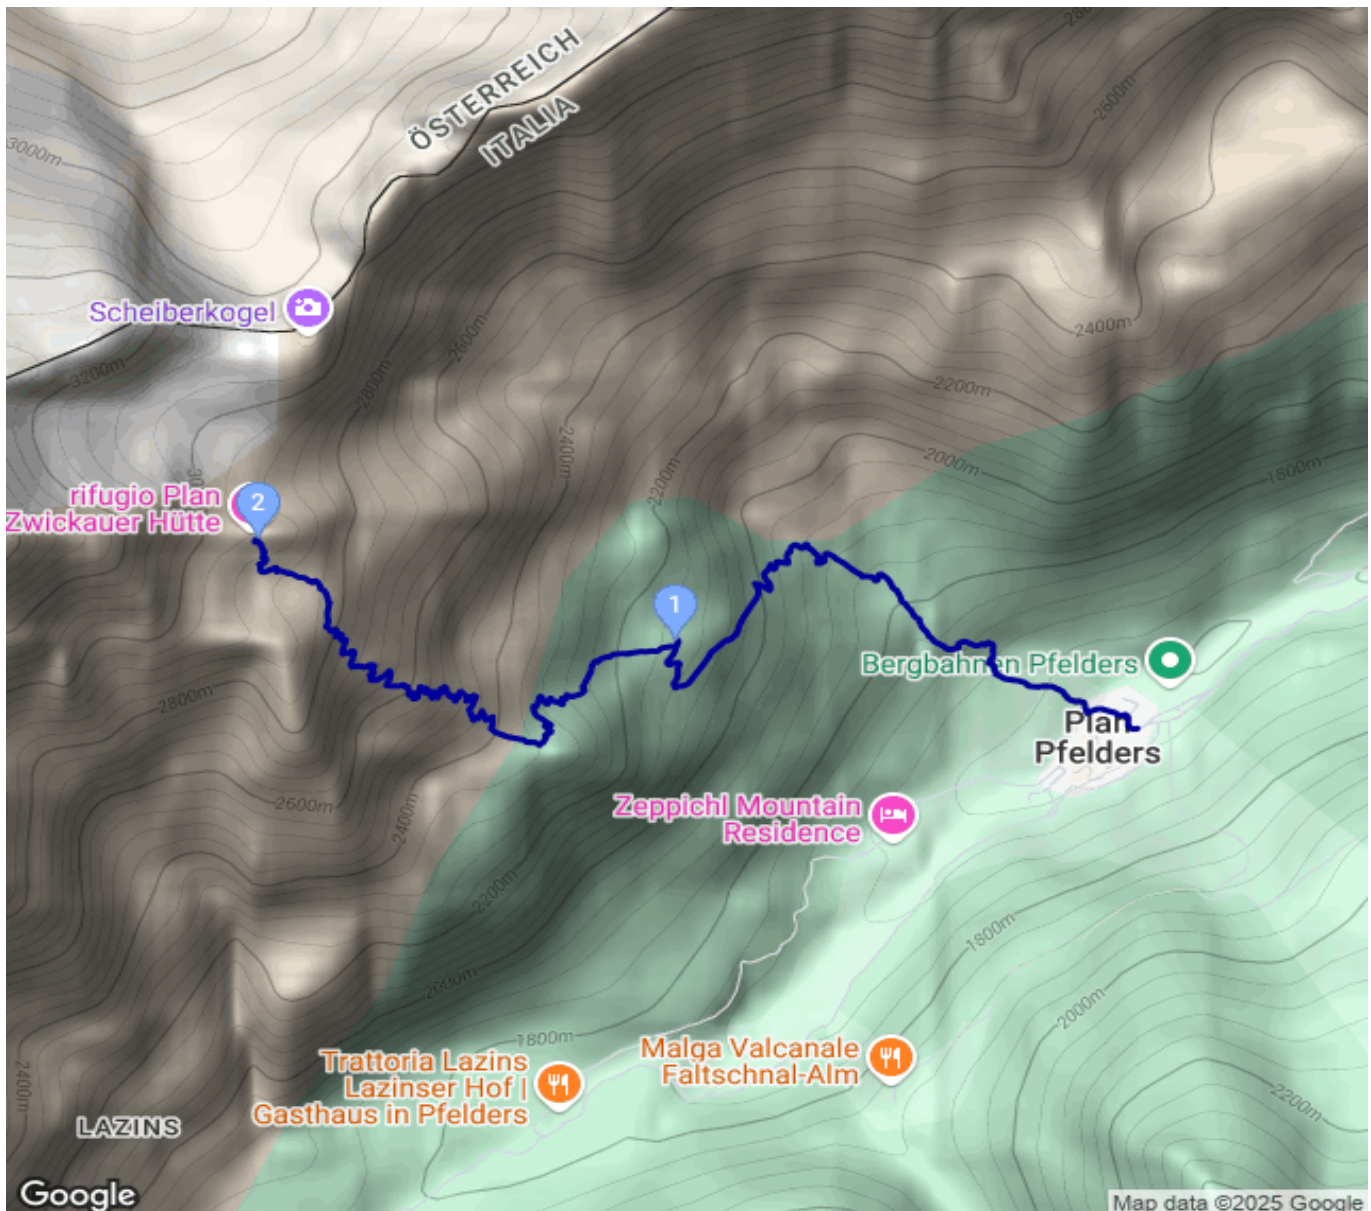 2800m
ÖSTERREICH
ITALIA
2600m
3000m
Scheiberkogel
2400m
3200m
2600m
2800m
2200m
2400m
2000m
2200m
1800m
rifugio Plan
Zwickauer Hütte
2
1
Bergbahnen Pfelders
2800m
Plan
Pfelders
2600m
2400m
Zeppichl Mountain
Residence
2200m
1800m
2000m
2000m
1800m
Malga Valcanale
Faltschnal-Alm
Trattoria Lazins
Lazinser Hof |
Gasthaus in Pfelders
2400m
2200m
LAZINS
Google
Map data ©2025 Google